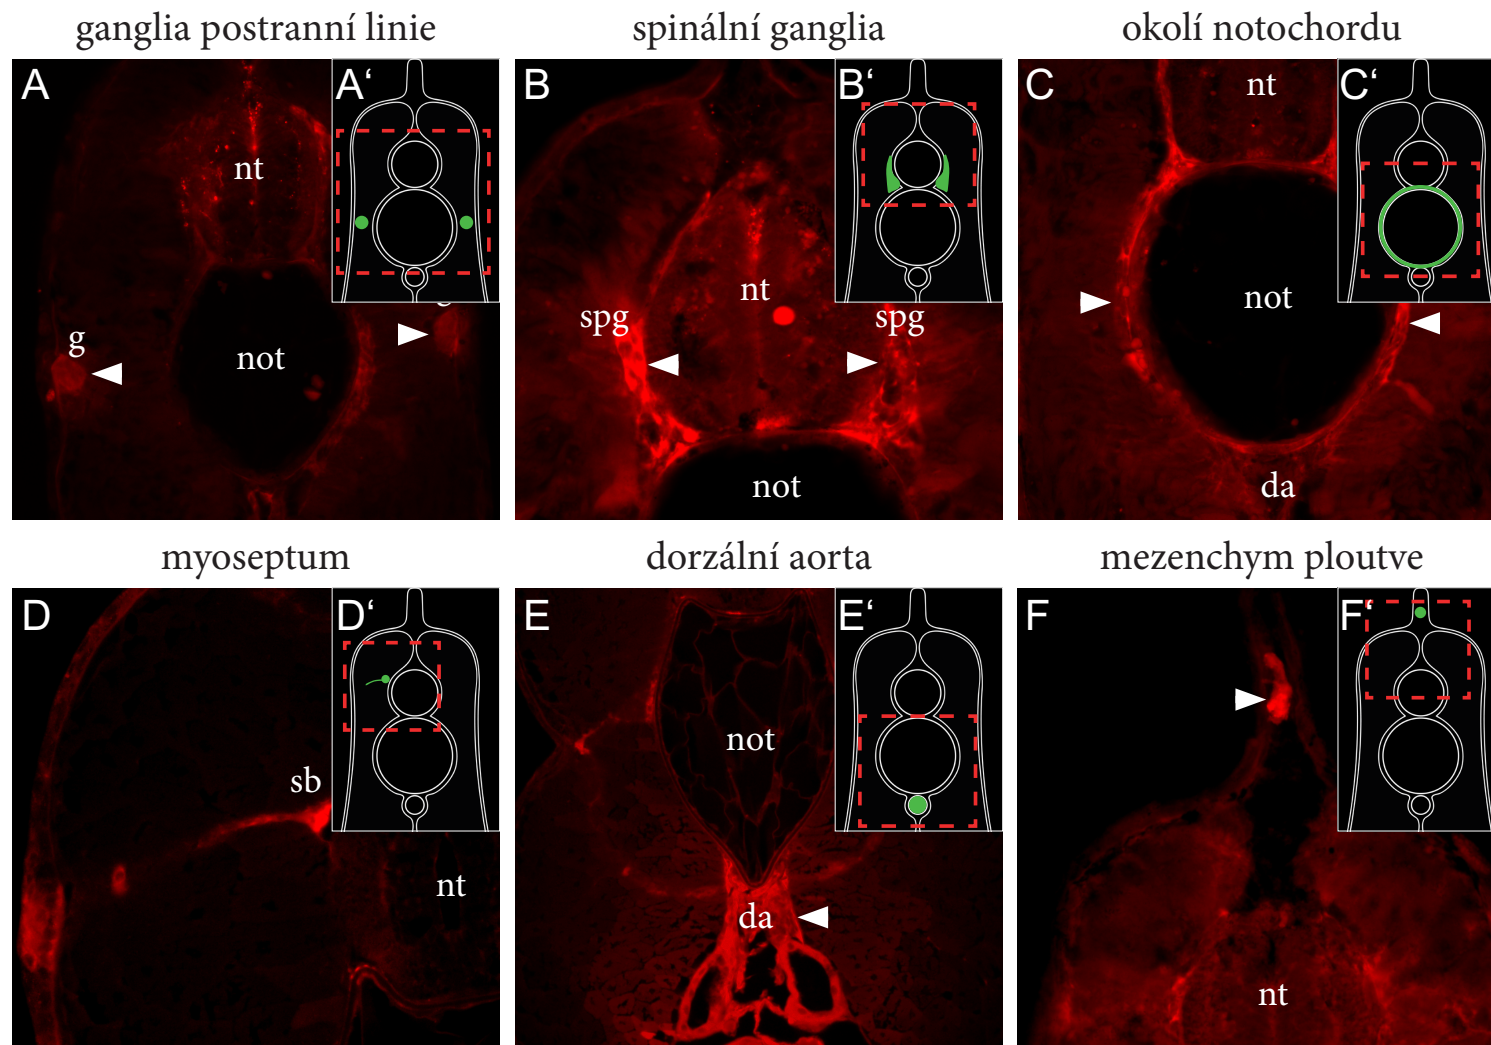 ganglia postranní linie
spinální ganglia
okolí notochordu
A
A‘
nt
g
not
B
B‘
spg
nt
spg
not
C
C‘
nt
not
da
myoseptum
dorzální aorta
mezenchym ploutve
D
D‘
sb
nt
E
E‘
not
da
F
F‘
nt